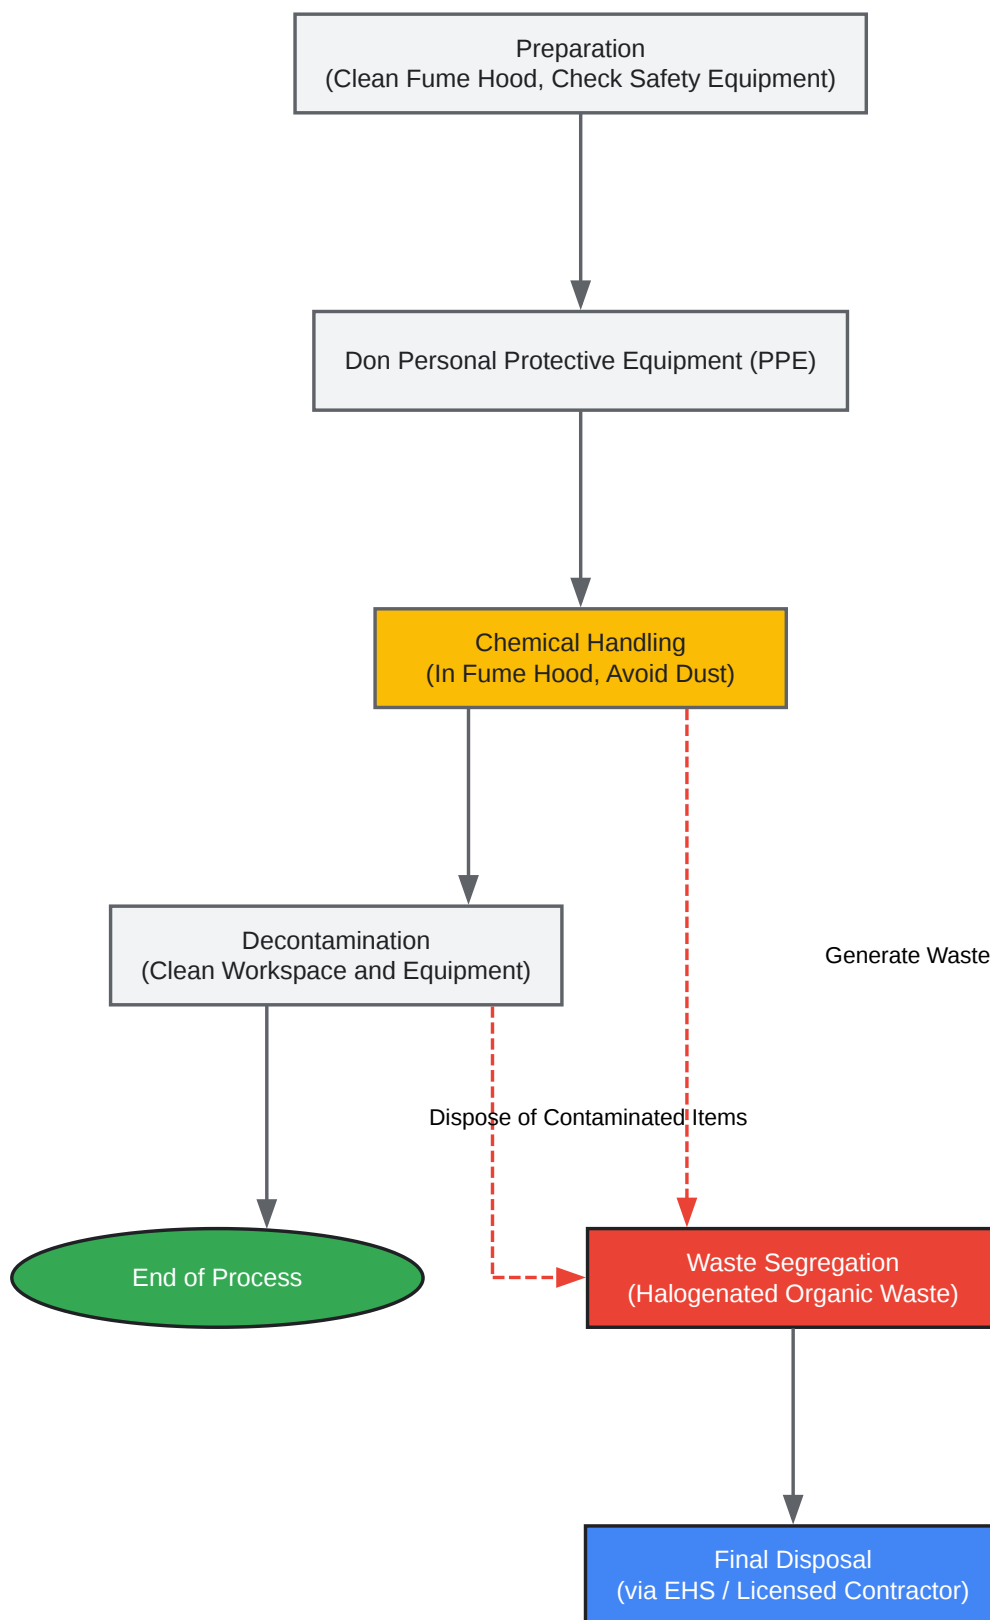 Preparation
(Clean Fume Hood, Check Safety Equipment)
Don Personal Protective Equipment (PPE)
Chemical Handling
(In Fume Hood, Avoid Dust)
Decontamination
(Clean Workspace and Equipment)
Generate Waste
Dispose of Contaminated Items
End of Process
Waste Segregation
(Halogenated Organic Waste)
Final Disposal
(via EHS / Licensed Contractor)